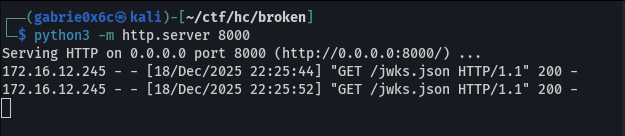 ┌──(gabrie0x6c㉿kali)-[~/ctf/hc/broken]
└─$ python3 -m http.server 8000
Serving HTTP on 0.0.0.0 port 8000 (http://0.0.0.0:8000/) ...
172.16.12.245 - - [18/Dec/2025 22:25:44] "GET /jwks.json HTTP/1.1" 200 -
172.16.12.245 - - [18/Dec/2025 22:25:52] "GET /jwks.json HTTP/1.1" 200 -